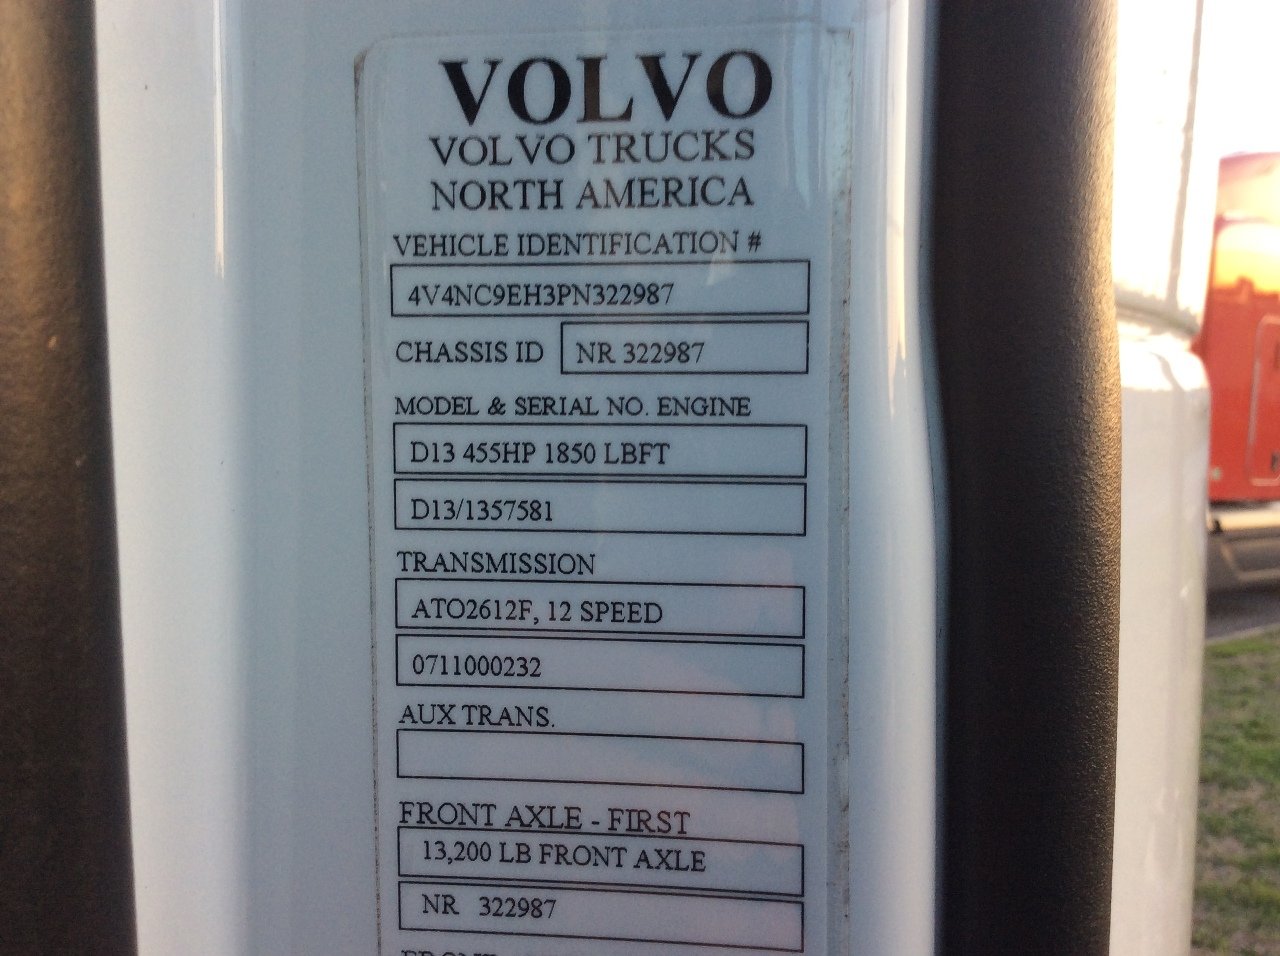 VOLVO
VOLVO TRUCKS
NORTH AMERICA
VEHICLE IDENTIFICATION #
4V4NC9EH3PN322987
CHASSIS ID NR 322987
MODEL & SERIAL NO. ENGINE
D13 455HP 1850 LBFT
D13/1357581
TRANSMISSION
ATO2612F, 12 SPEED
0711000232
AUX TRANS.
FRONT AXLE - FIRST
13,200 LB FRONT AXLE
NR 322987